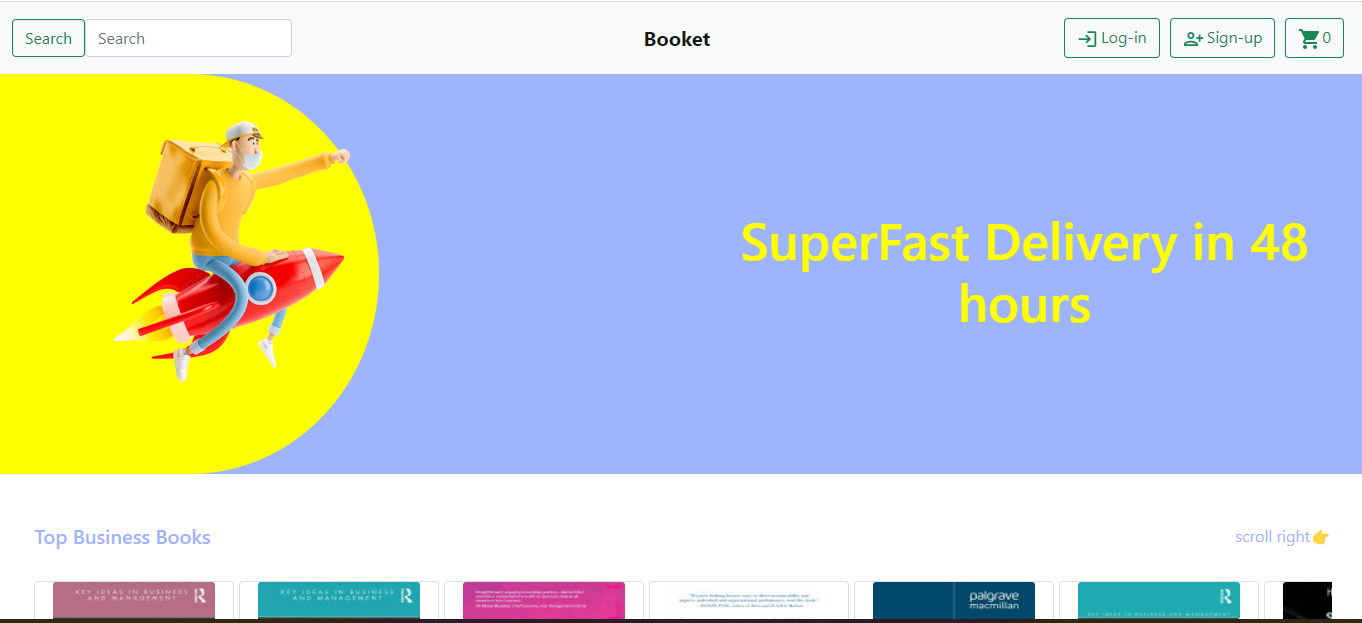 Search
Search
Booket
Log-in
Sign-up
0
SuperFast Delivery in 48
hours
Top Business Books
scroll right👉
KEY IDEAS IN BUSINESS
AND MANAGEMENT
R
KEY IDEAS IN BUSINESS
AND MANAGEMENT
R
palgrave
macmillan
R
KEY IDEAS IN BUSINESS AND MANAGEMENT